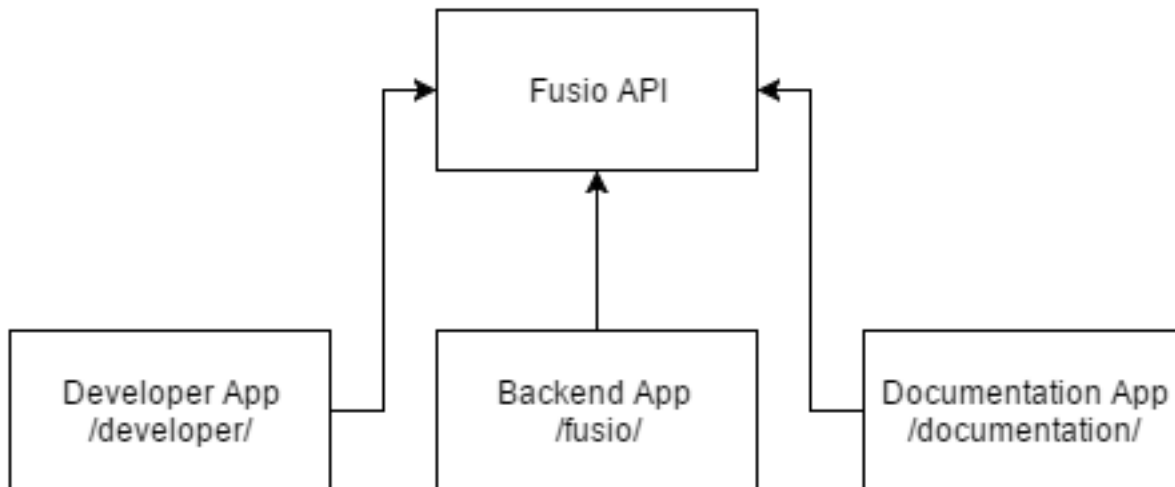 Fusio API
Developer App
/developer/
Backend App
/fusio/
Documentation App
/documentation/